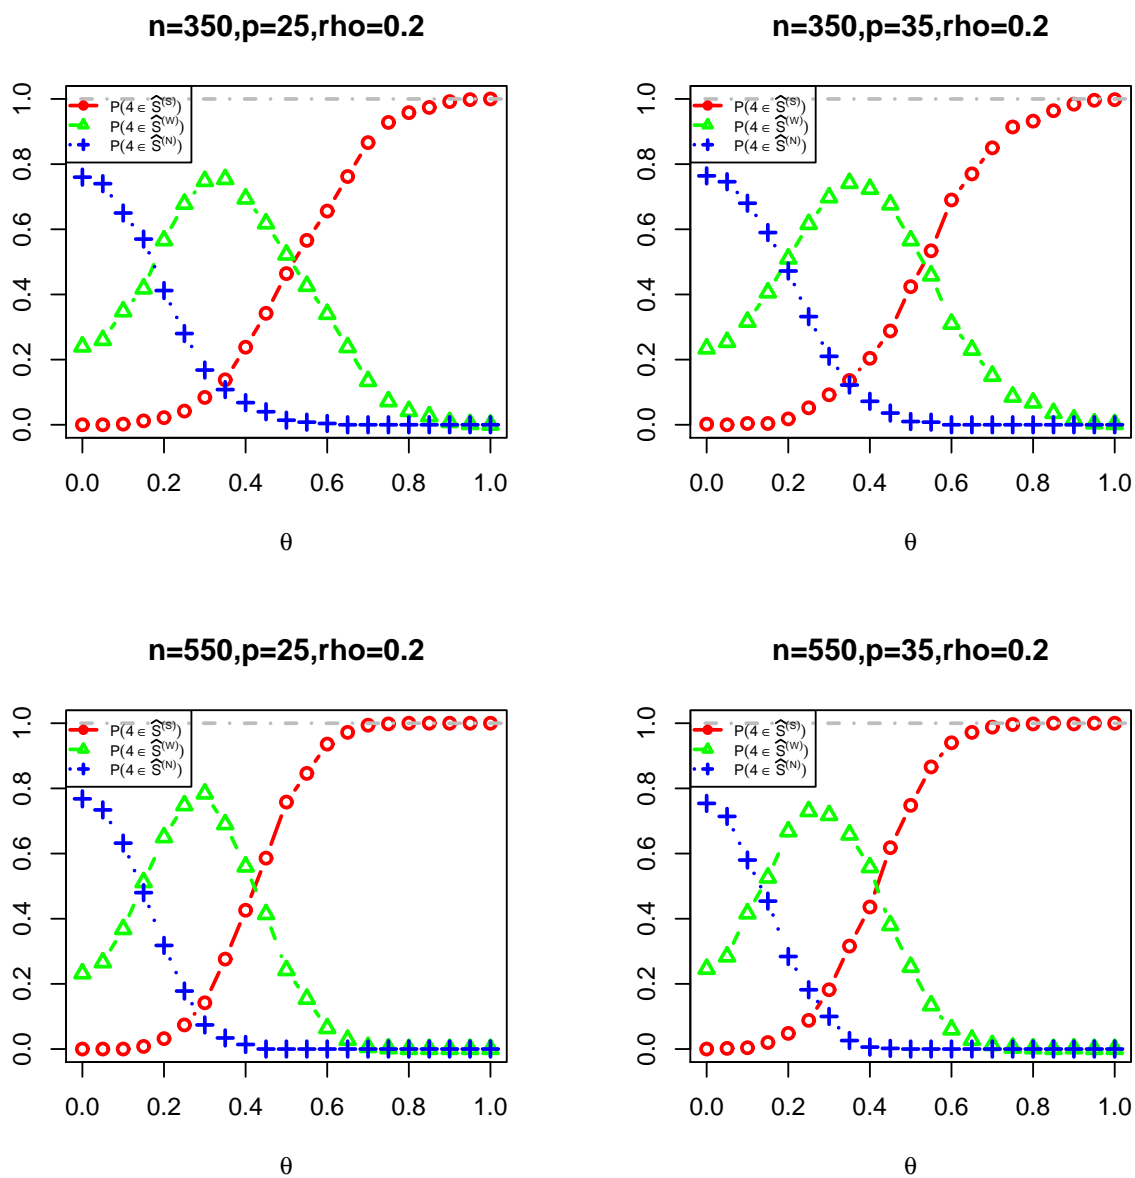 n=350,p=25,rho=0.2
1.0
0.8
0.6
0.4
0.2
0.0
P(4 ∈ Ŝ⁽ˢ⁾)
P(4 ∈ Ŝ⁽ᵂ⁾)
P(4 ∈ Ŝ⁽ᴺ⁾)
0.0 0.2 0.4 0.6 0.8 1.0
θ
n=350,p=35,rho=0.2
1.0
0.8
0.6
0.4
0.2
0.0
P(4 ∈ Ŝ⁽ˢ⁾)
P(4 ∈ Ŝ⁽ᵂ⁾)
P(4 ∈ Ŝ⁽ᴺ⁾)
0.0 0.2 0.4 0.6 0.8 1.0
θ
n=550,p=25,rho=0.2
1.0
0.8
0.6
0.4
0.2
0.0
P(4 ∈ Ŝ⁽ˢ⁾)
P(4 ∈ Ŝ⁽ᵂ⁾)
P(4 ∈ Ŝ⁽ᴺ⁾)
0.0 0.2 0.4 0.6 0.8 1.0
θ
n=550,p=35,rho=0.2
1.0
0.8
0.6
0.4
0.2
0.0
P(4 ∈ Ŝ⁽ˢ⁾)
P(4 ∈ Ŝ⁽ᵂ⁾)
P(4 ∈ Ŝ⁽ᴺ⁾)
0.0 0.2 0.4 0.6 0.8 1.0
θ